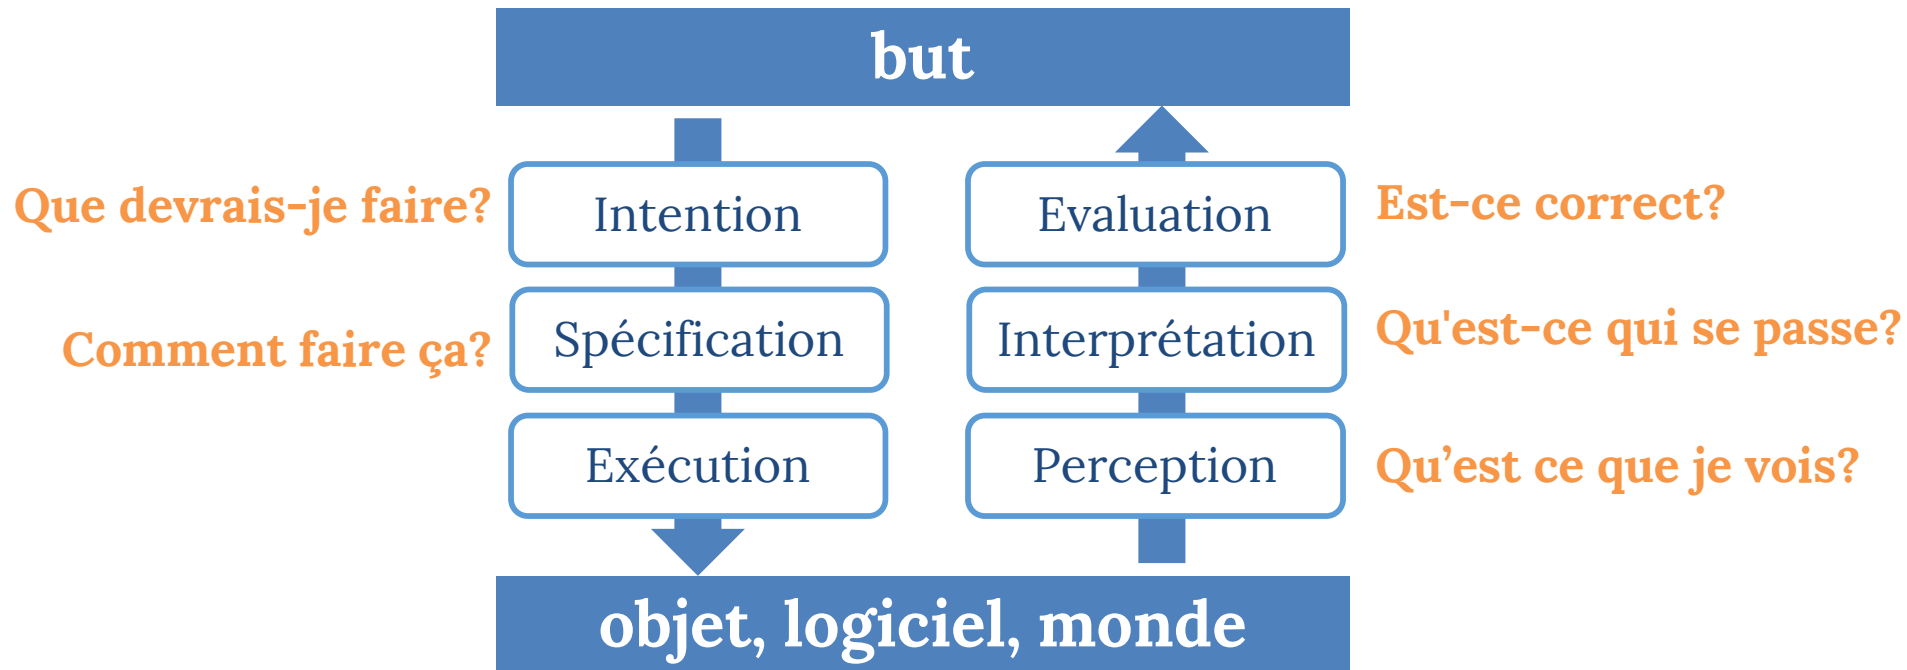 but
Que devrais-je faire?
Intention
Evaluation
Est-ce correct?
Comment faire ça?
Spécification
Interprétation
Qu'est-ce qui se passe?
Exécution
Perception
Qu’est ce que je vois?
objet, logiciel, monde